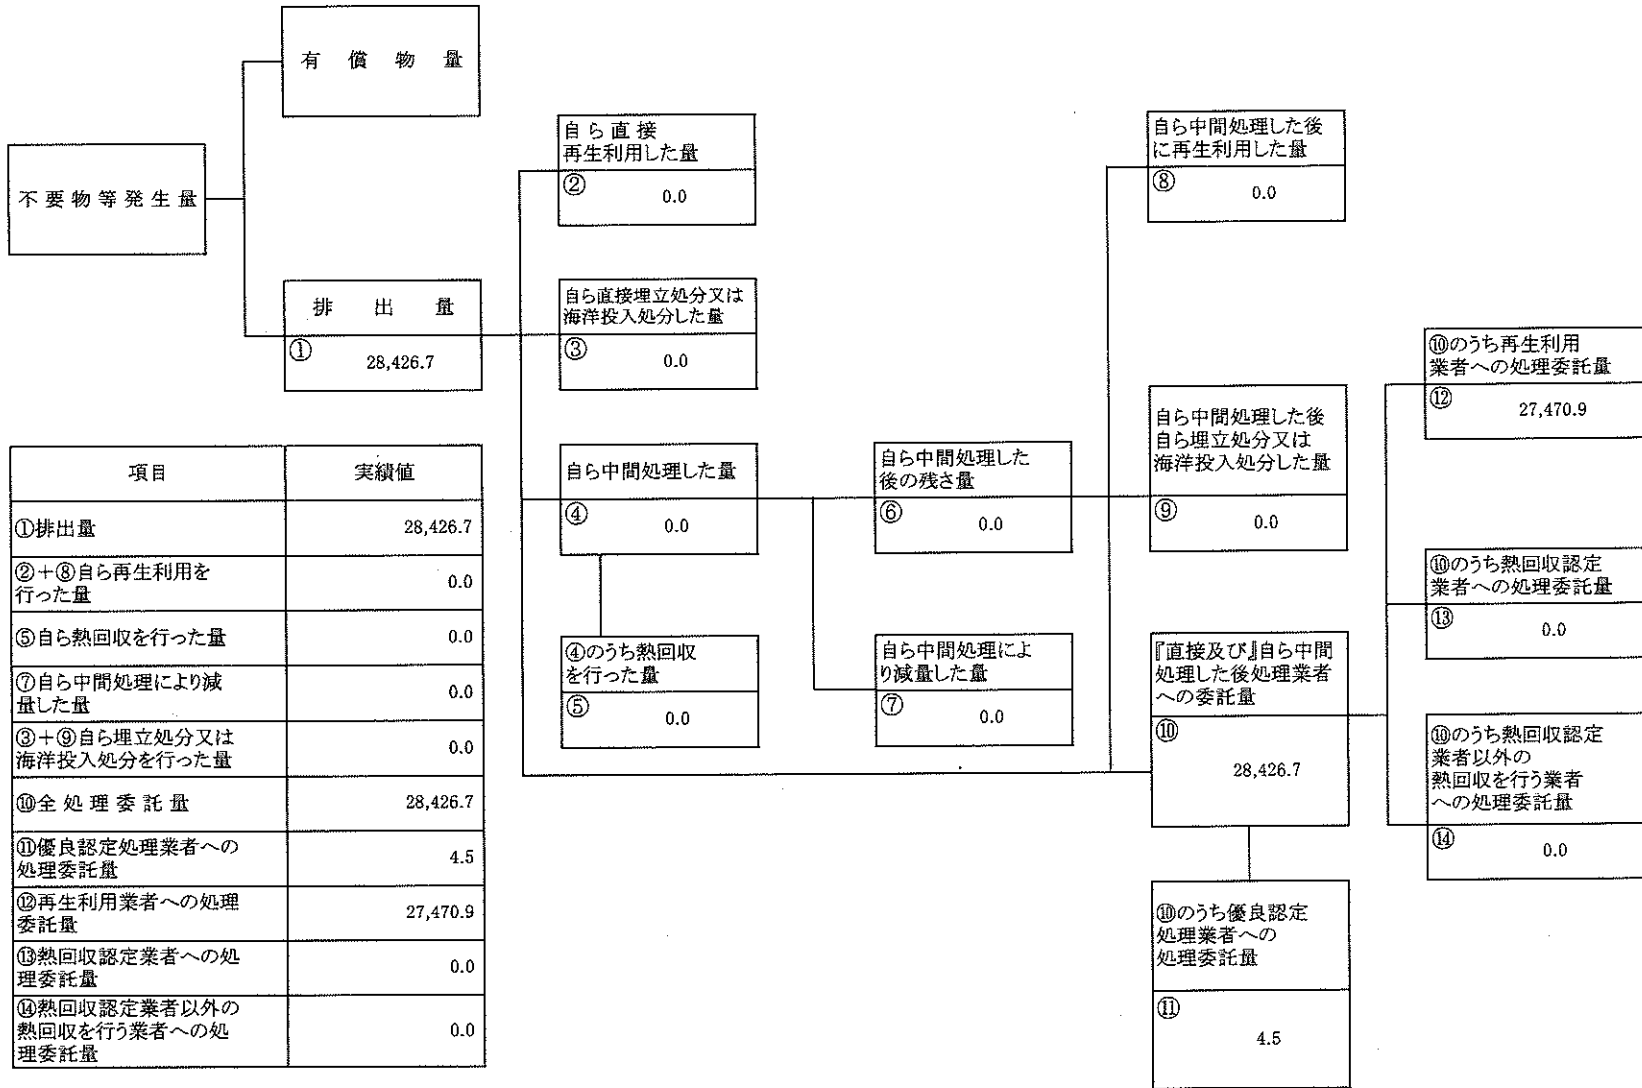 有償物量
不要物等発生量
排出量
①
28,426.7
自ら直接
再生利用した量
②
0.0
自ら直接埋立処分又は
海洋投入処分した量
③
0.0
自ら中間処理した量
④
0.0
④のうち熱回収
を行った量
⑤
0.0
自ら中間処理した
後の残さ量
⑥
0.0
自ら中間処理によ
り減量した量
⑦
0.0
自ら中間処理した後
に再生利用した量
⑧
0.0
自ら中間処理した後
自ら埋立処分又は
海洋投入処分した量
⑨
0.0
『直接及び』自ら中間
処理した後処理業者
への委託量
⑩
28,426.7
⑩のうち優良認定
処理業者への
処理委託量
⑪
4.5
⑩のうち再生利用
業者への処理委託量
⑫
27,470.9
⑩のうち熱回収認定
業者への処理委託量
⑬
0.0
⑩のうち熱回収認定
業者以外の
熱回収を行う業者
への処理委託量
⑭
0.0
項目 実績値
①排出量 28,426.7
②＋⑧自ら再生利用を
行った量 0.0
⑤自ら熱回収を行った量 0.0
⑦自ら中間処理により減
量した量 0.0
③＋⑨自ら埋立処分又は
海洋投入処分を行った量 0.0
⑩全処理委託量 28,426.7
⑪優良認定処理業者への
処理委託量 4.5
⑫再生利用業者への処理
委託量 27,470.9
⑬熱回収認定業者への処
理委託量 0.0
⑭熱回収認定業者以外の
熱回収を行う業者への処
理委託量 0.0